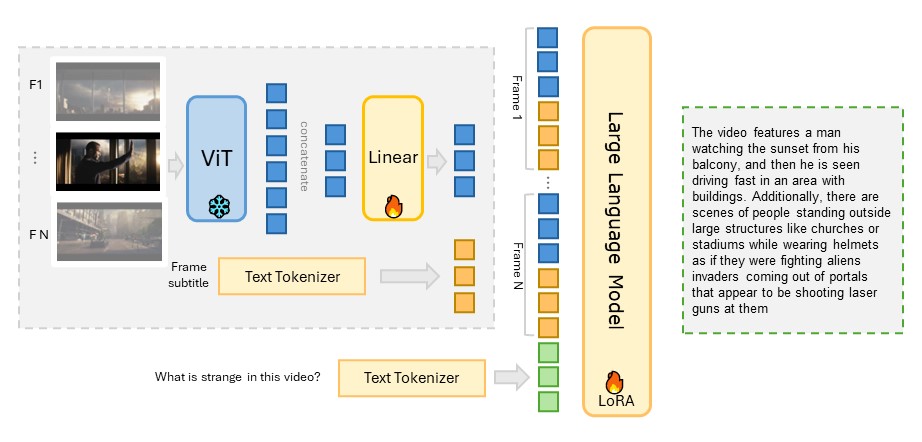 F1
⋮
F N
ViT
concatenate
Linear
Frame
subtitle
Text Tokenizer
What is strange in this video?
Text Tokenizer
Frame 1
⋮
Frame N
Large Language Model
LoRA
The video features a man
watching the sunset from his
balcony, and then he is seen
driving fast in an area with
buildings. Additionally, there are
scenes of people standing outside
large structures like churches or
stadiums while wearing helmets
as if they were fighting aliens
invaders coming out of portals
that appear to be shooting laser
guns at them